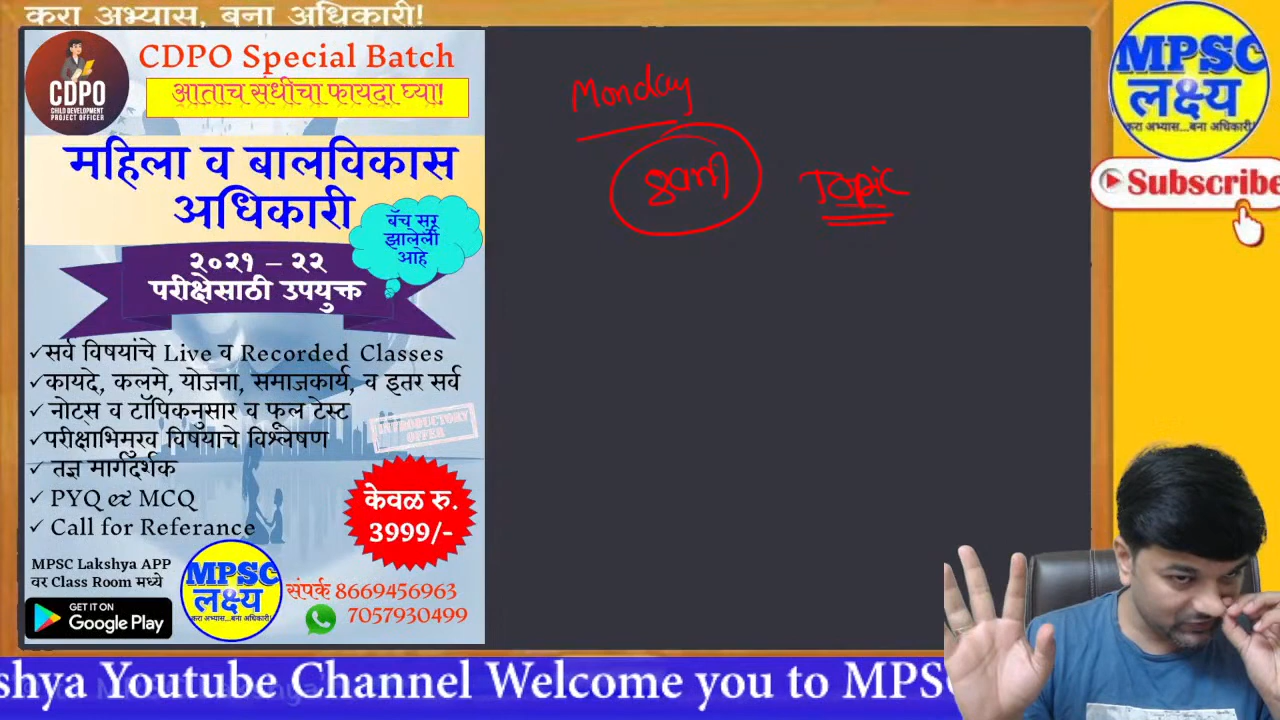 करा अभ्यास, बना अधिकारी!
CDPO
CHILD DEVELOPMENT
PROJECT OFFICER
CDPO Special Batch
आताच संधीचा फायदा घ्या!
महिला व बालविकास
अधिकारी
बॅच सुरू
झालेली
आहे
२०२१ – २२
परीक्षेसाठी उपयुक्त
✓सर्व विषयांचे Live व Recorded Classes
✓कायदे, कलमे, योजना, समाजकार्य, व इतर सर्व
✓ नोट्स व टॉपिकनुसार व फूल टेस्ट
✓परीक्षाभिमुख विषयाचे विश्लेषण
✓ तज्ञ मार्गदर्शक
✓ PYQ & MCQ
✓ Call for Referance
INTRODUCTORY
OFFER
केवळ रु.
3999/-
MPSC Lakshya APP
वर Class Room मध्ये
GET IT ON
Google Play
MPSC
लक्ष्य
करा अभ्यास...बना अधिकारी!
संपर्क 8669456963
7057930499
Monday
8am
Topic
MPSC
लक्ष्य
करा अभ्यास...बना अधिकारी!
Subscribe
shya Youtube Channel Welcome you to MPSC